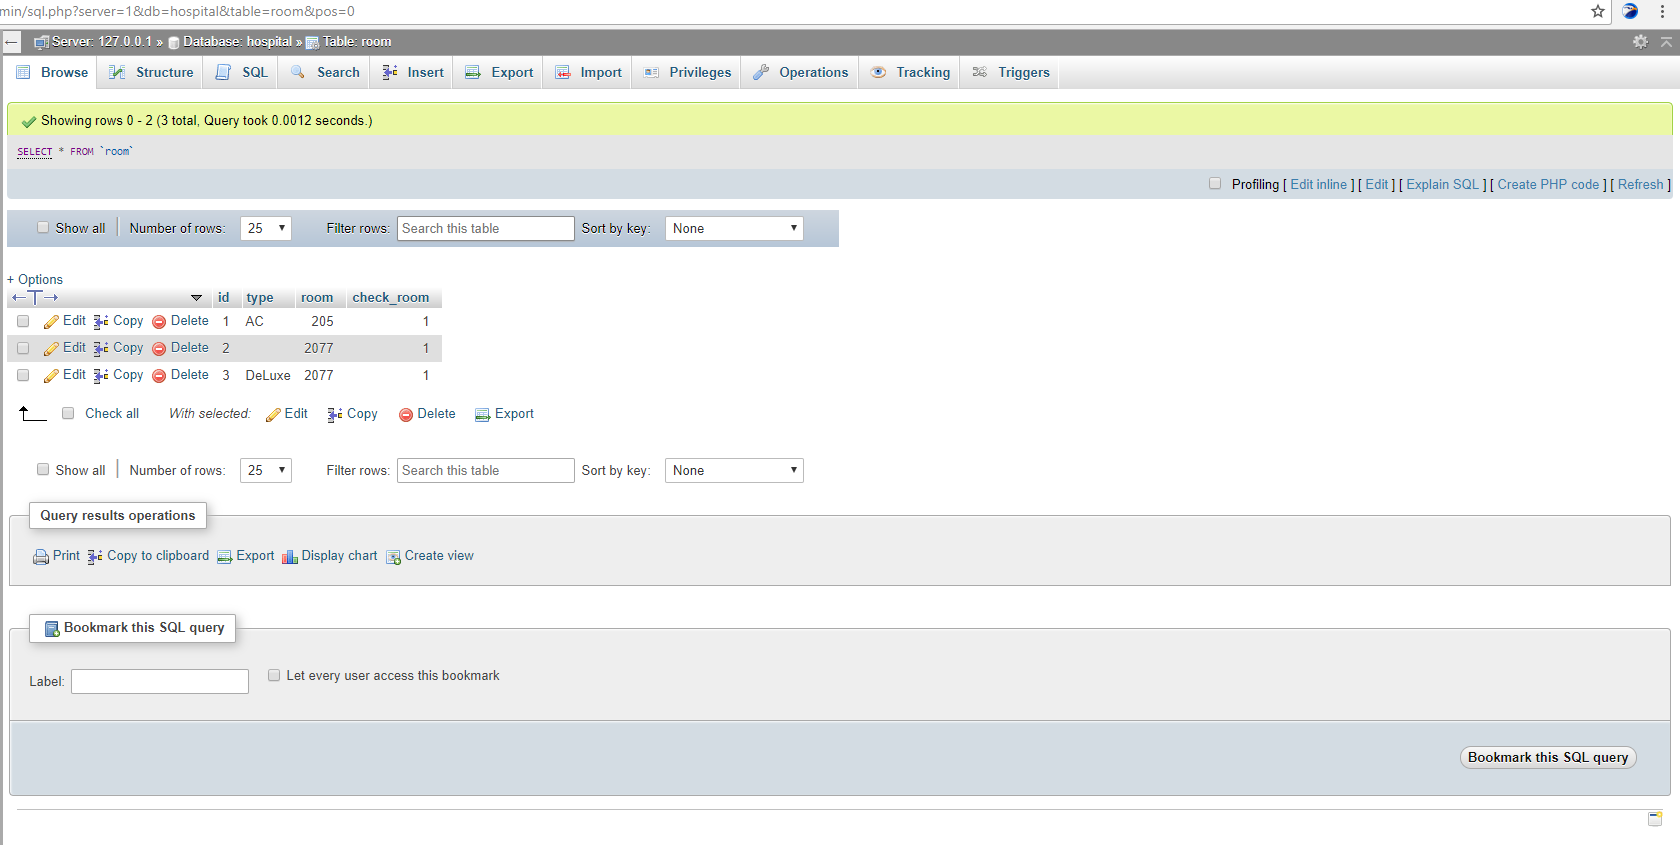 min/sql.php?server=1&db=hospital&table=room&pos=0
Server: 127.0.0.1 » Database: hospital » Table: room
Browse Structure SQL Search Insert Export Import Privileges Operations Tracking Triggers
Showing rows 0 - 2 (3 total, Query took 0.0012 seconds.)
SELECT * FROM `room`
Profiling [ Edit inline ] [ Edit ] [ Explain SQL ] [ Create PHP code ] [ Refresh ]
Show all Number of rows: 25 Filter rows: Search this table Sort by key: None
+ Options
id type room check_room
Edit Copy Delete 1 AC 205 1
Edit Copy Delete 2 2077 1
Edit Copy Delete 3 DeLuxe 2077 1
Check all With selected: Edit Copy Delete Export
Show all Number of rows: 25 Filter rows: Search this table Sort by key: None
Query results operations
Print Copy to clipboard Export Display chart Create view
Bookmark this SQL query
Label: Let every user access this bookmark
Bookmark this SQL query